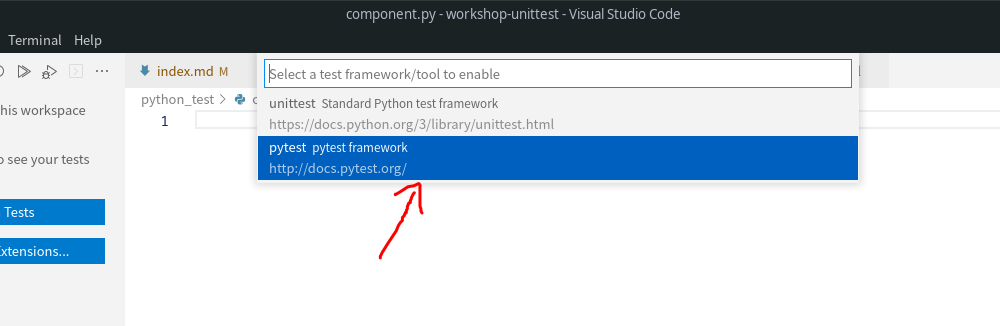 component.py - workshop-unittest - Visual Studio Code
Terminal Help
index.md M
Select a test framework/tool to enable
python_test >
unittest Standard Python test framework
https://docs.python.org/3/library/unittest.html
pytest pytest framework
http://docs.pytest.org/
1
his workspace
o see your tests
Tests
Extensions...